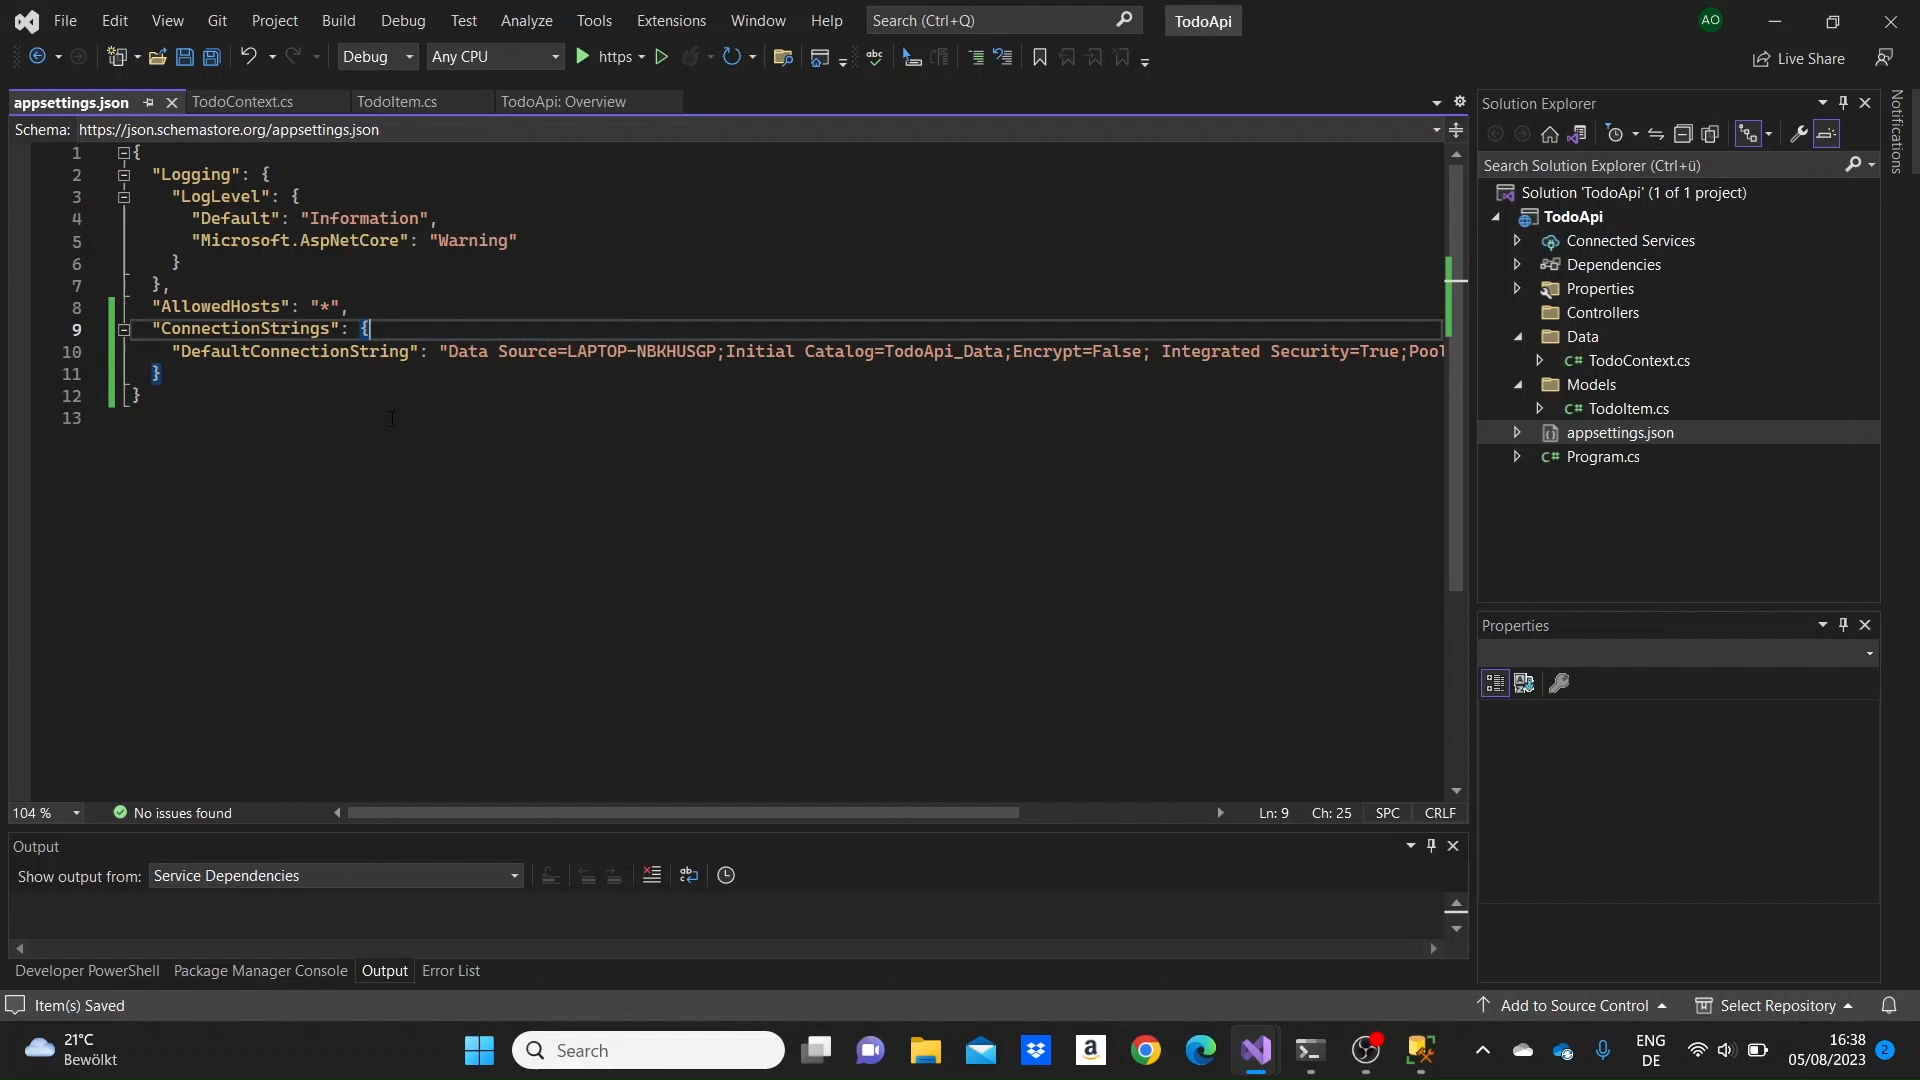 File Edit View Git Project Build Debug Test Analyze Tools Extensions Window Help Search (Ctrl+Q) TodoApi AO
Debug Any CPU https Live Share
appsettings.json TodoContext.cs TodoItem.cs TodoApi: Overview
Schema: https://json.schemastore.org/appsettings.json
1 {
2 "Logging": {
3 "LogLevel": {
4 "Default": "Information",
5 "Microsoft.AspNetCore": "Warning"
6 }
7 },
8 "AllowedHosts": "*",
9 "ConnectionStrings": {
10 "DefaultConnectionString": "Data Source=LAPTOP-NBKHUSGP;Initial Catalog=TodoApi_Data;Encrypt=False; Integrated Security=True;Pool
11 }
12 }
13
104 % No issues found Ln: 9 Ch: 25 SPC CRLF
Output
Show output from: Service Dependencies
Developer PowerShell Package Manager Console Output Error List
Solution Explorer
Search Solution Explorer (Ctrl+ü)
Solution 'TodoApi' (1 of 1 project)
TodoApi
Connected Services
Dependencies
Properties
Controllers
Data
C# TodoContext.cs
Models
C# TodoItem.cs
appsettings.json
C# Program.cs
Properties
Notifications
Item(s) Saved Add to Source Control Select Repository
21°C
Bewölkt
Search
ENG
DE
16:38
05/08/2023
2